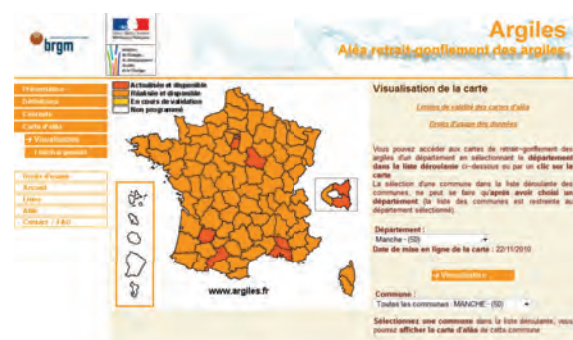 brgm
Argiles
Aléa retrait-gonflement des argiles
Actualisée et disponible
Réalisée et disponible
En cours de validation
Non programmé
Présentation
Définitions
Carte d'aléa
Visualisation
Téléchargement
Droits d'usage
Accueil
Liens
Aide
Contact / FAQ
www.argiles.fr
Visualisation de la carte
Limites de validité des cartes d'aléa
Droits d'usage des données
Vous pouvez accéder aux cartes de retrait-gonflement des
argiles d'un département en sélectionnant le département
dans la liste déroulante ci-dessous ou par un clic sur la
carte
La sélection d'une commune dans la liste déroulante des
communes, ne peut se faire qu'après avoir choisi un
département (la liste des communes est restreinte au
département sélectionné).
Département :
Manche - (50)
Date de mise en ligne de la carte : 22/11/2010
Visualisation
Commune :
Toutes les communes - MANCHE - (50)
Sélectionnez une commune dans la liste déroulante, vous
pourrez afficher la carte d'aléa de cette commune